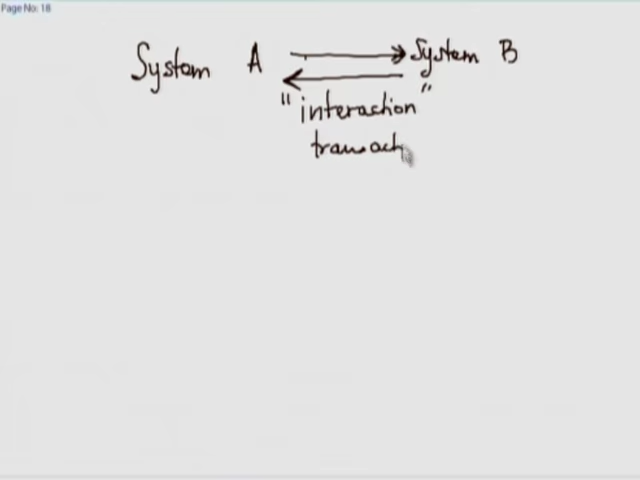 Page No: 18
System A System B
"interaction"
transact